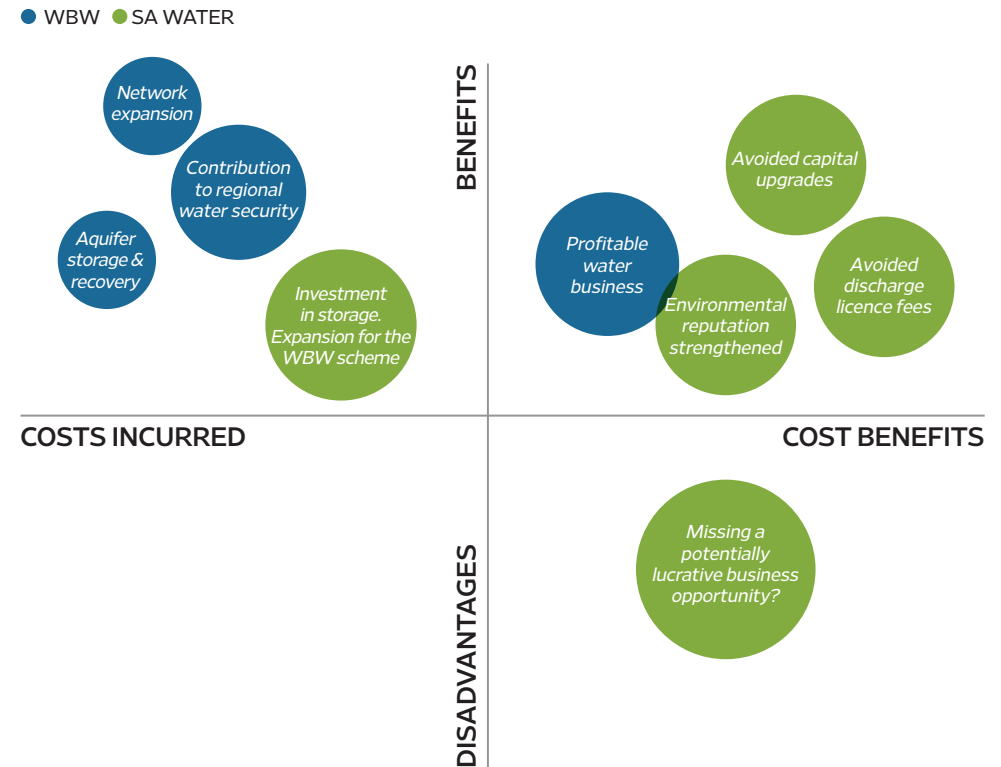 WBW SA WATER
BENEFITS
Network
expansion
Contribution
to regional
water security
Aquifer
storage &
recovery
Investment
in storage.
Expansion for the
WBW scheme
Avoided capital
upgrades
Profitable
water
business
Environmental
reputation
strengthened
Avoided
discharge
licence fees
COSTS INCURRED
COST BENEFITS
DISADVANTAGES
Missing a
potentially
lucrative business
opportunity?